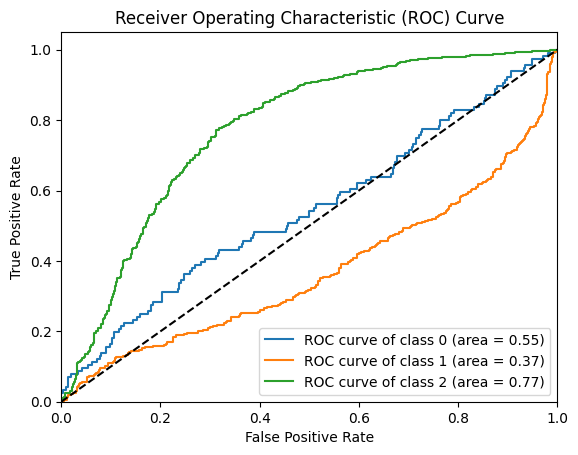 Receiver Operating Characteristic (ROC) Curve
1.0
0.8
0.6
0.4
0.2
0.0
True Positive Rate
ROC curve of class 0 (area = 0.55)
ROC curve of class 1 (area = 0.37)
ROC curve of class 2 (area = 0.77)
0.0 0.2 0.4 0.6 0.8 1.0
False Positive Rate